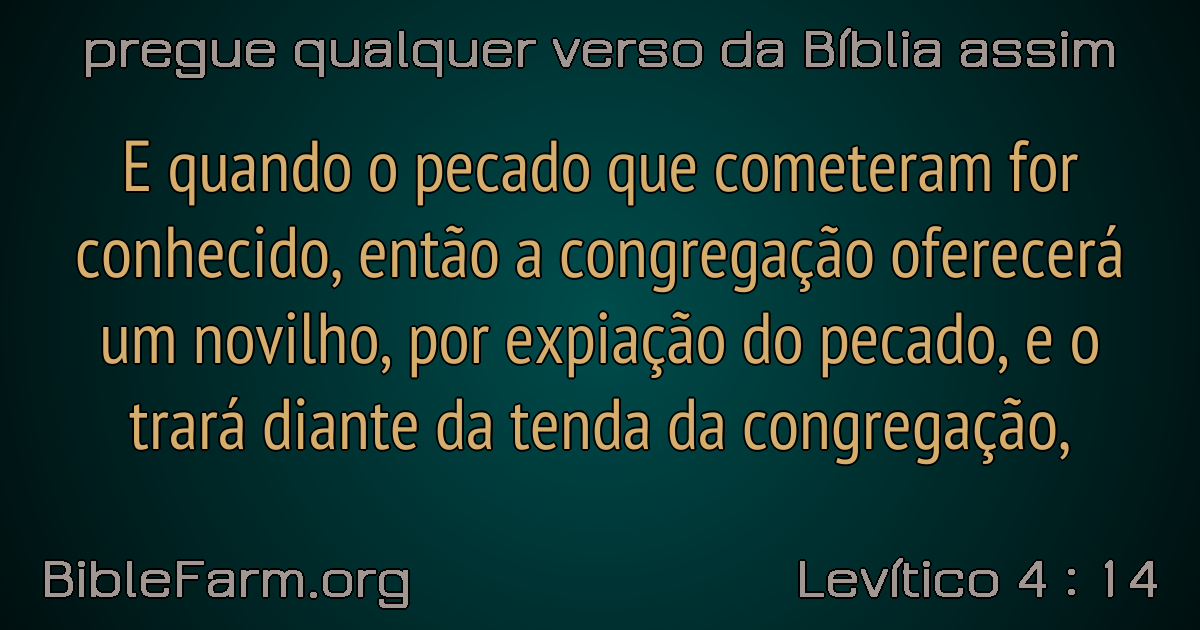 pregue qualquer verso da Bíblia assim
E quando o pecado que cometeram for
conhecido, então a congregação oferecerá
um novilho, por expiação do pecado, e o
trará diante da tenda da congregação,
BibleFarm.org
Levítico 4 : 14